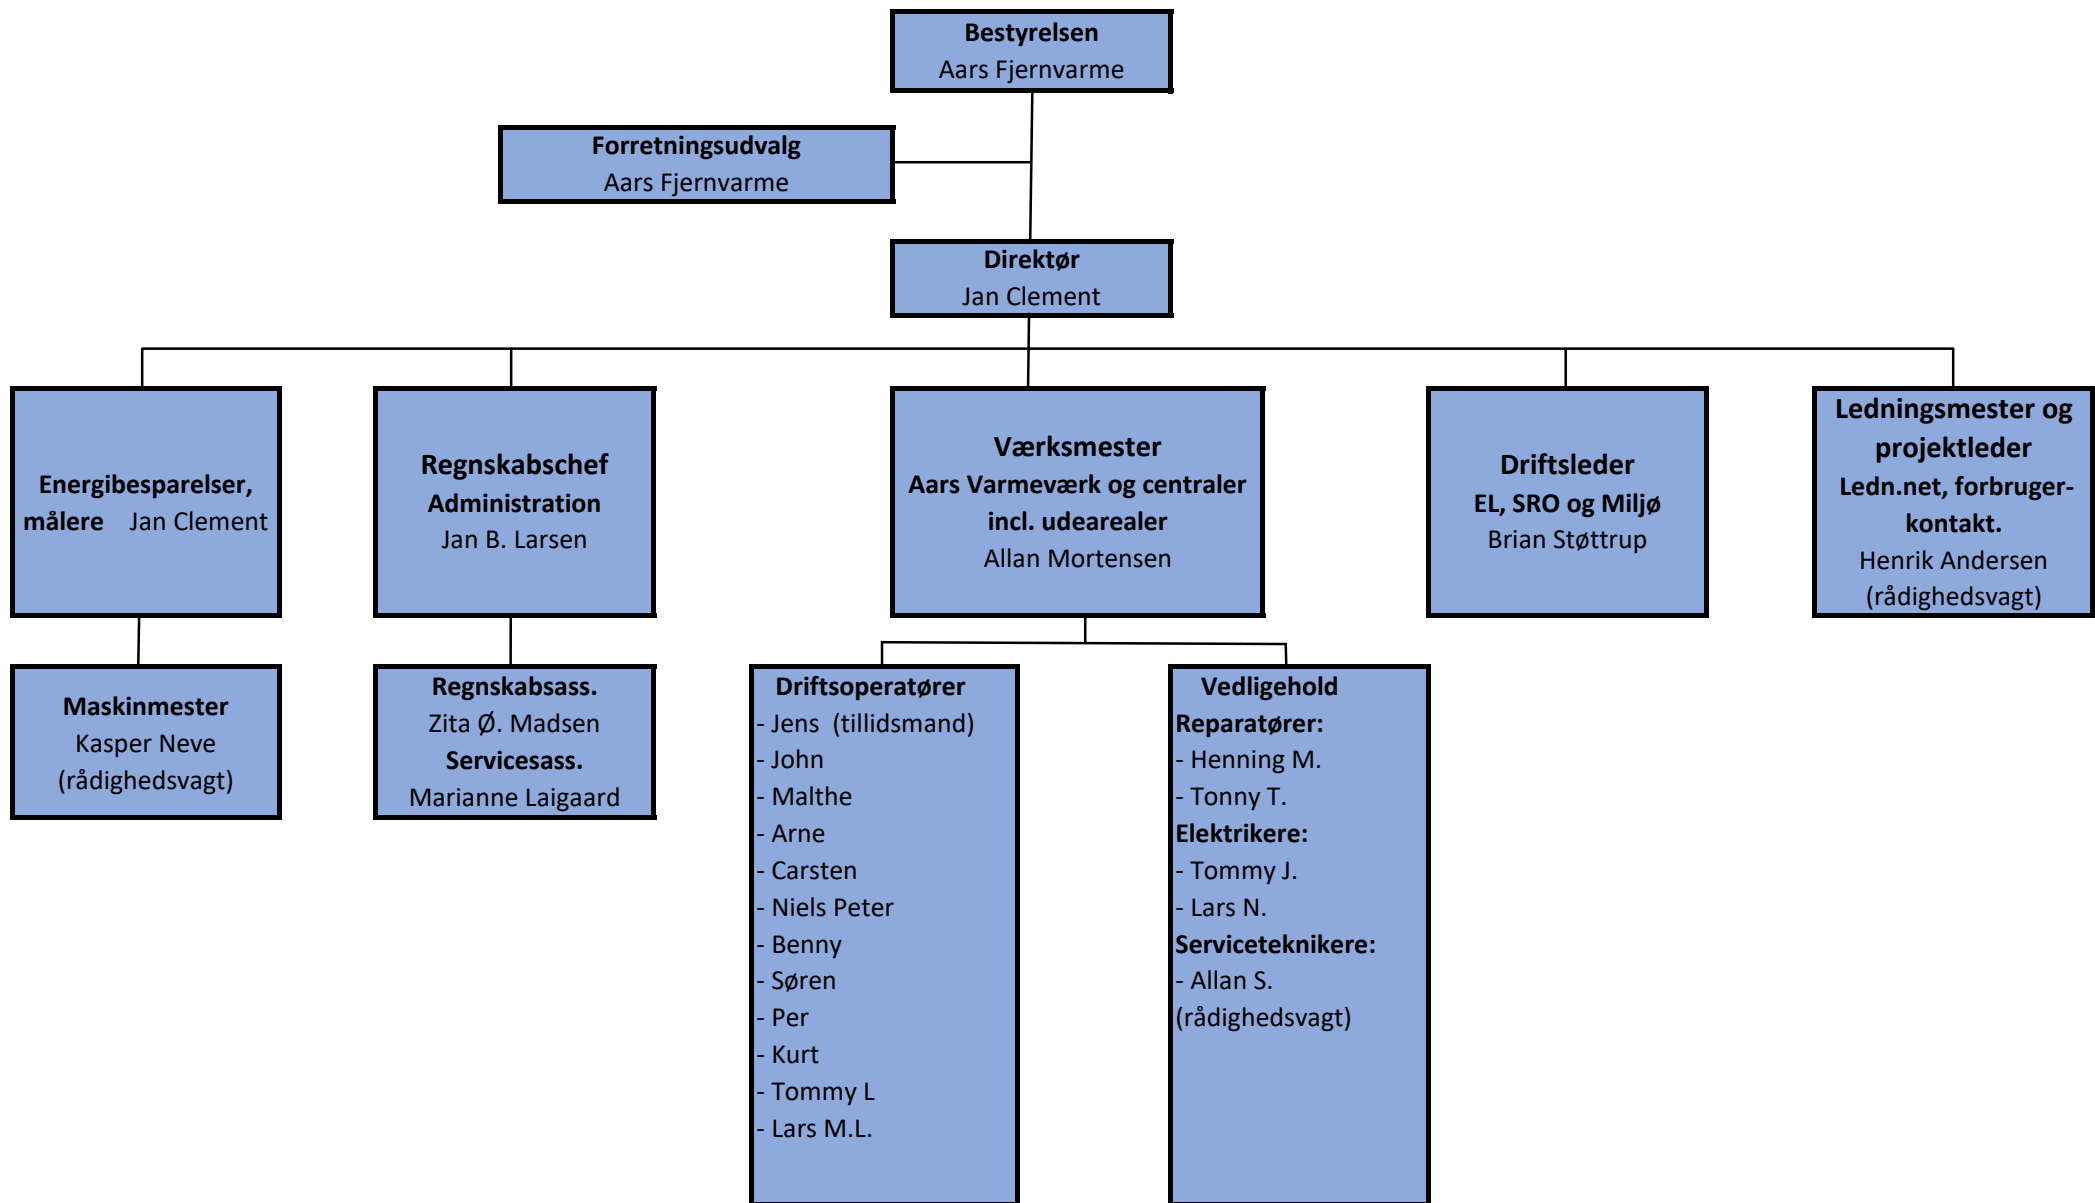 Bestyrelsen
Aars Fjernvarme
Forretningsudvalg
Aars Fjernvarme
Direktør
Jan Clement
Energibesparelser,
målere Jan Clement
Regnskabschef
Administration
Jan B. Larsen
Værksmester
Aars Varmeværk og centraler
incl. udearealer
Allan Mortensen
Driftsleder
EL, SRO og Miljø
Brian Støttrup
Ledningsmester og
projektleder
Ledn.net, forbruger-
kontakt.
Henrik Andersen
(rådighedsvagt)
Maskinmester
Kasper Neve
(rådighedsvagt)
Regnskabsass.
Zita Ø. Madsen
Servicesass.
Marianne Laigaard
Driftsoperatører
- Jens (tillidsmand)
- John
- Malthe
- Arne
- Carsten
- Niels Peter
- Benny
- Søren
- Per
- Kurt
- Tommy L
- Lars M.L.
Vedligehold
Reparatører:
- Henning M.
- Tonny T.
Elektrikere:
- Tommy J.
- Lars N.
Serviceteknikere:
- Allan S.
(rådighedsvagt)